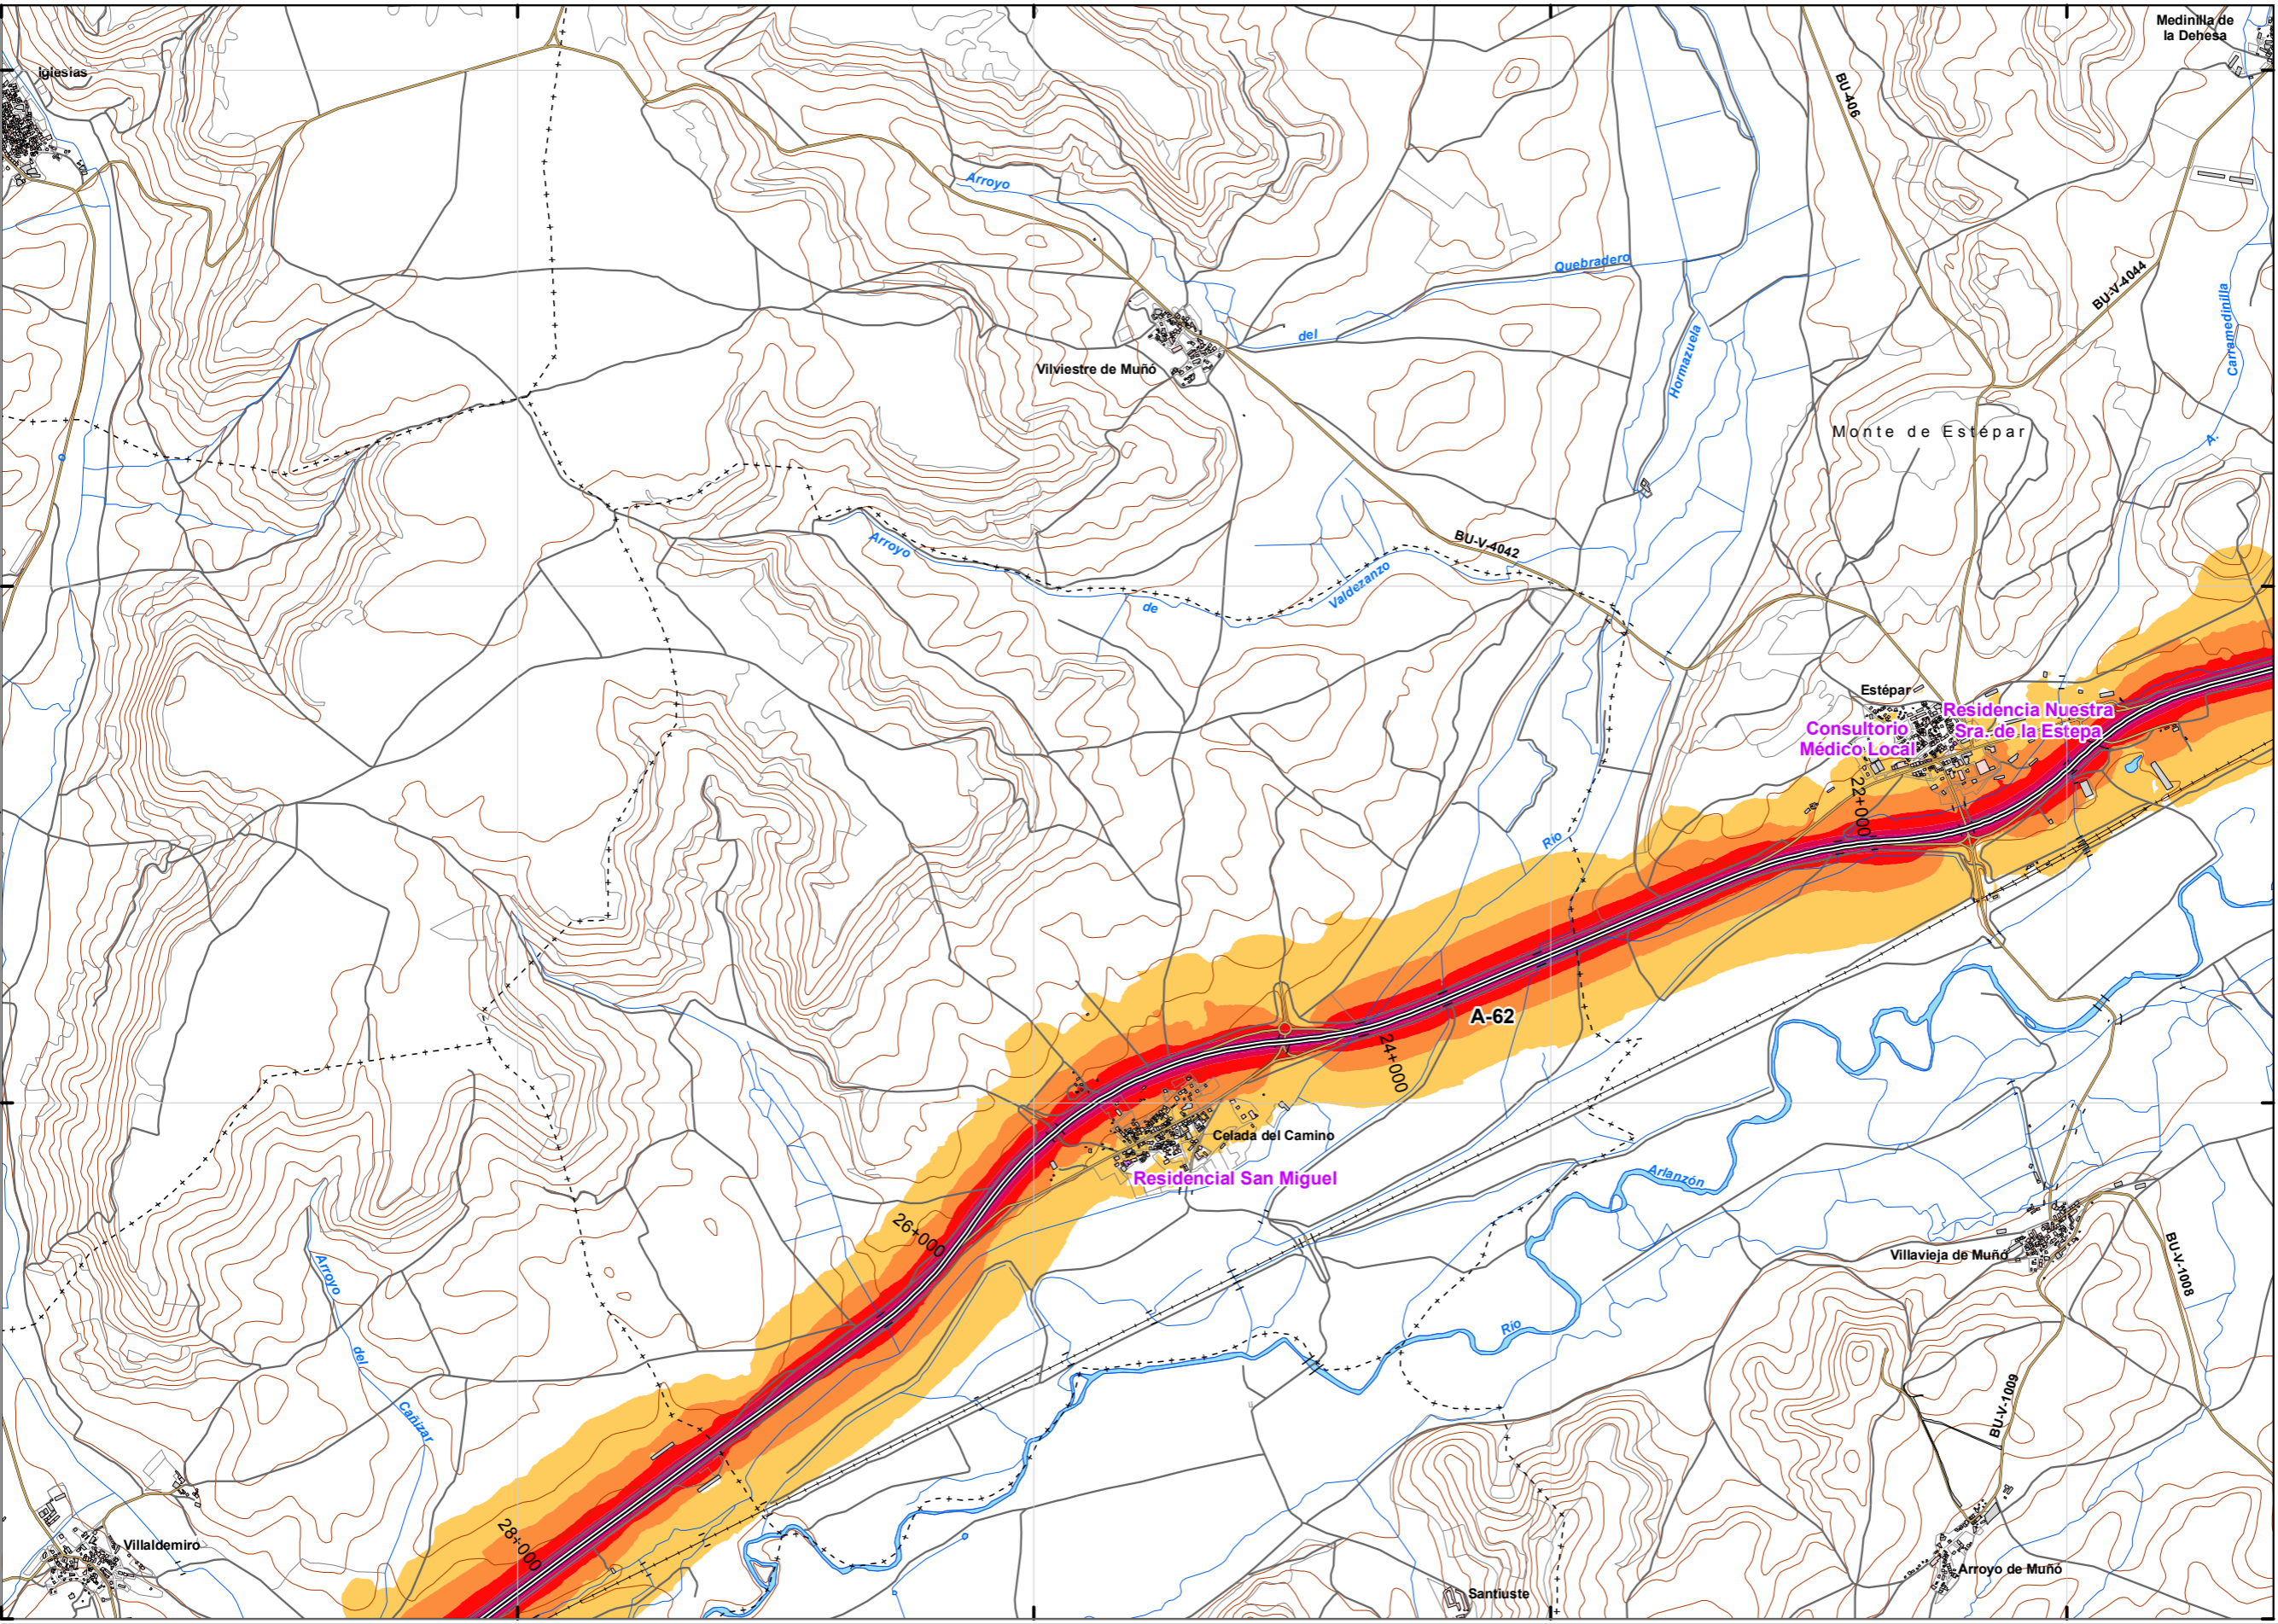 Medinilla de
la Dehesa
Iglesias
BU-406
Arroyo
Quebradero
BU-V-4044
Carramedinilla
del
Hormazuela
Vilviestre de Muñó
Monte de Estépar
A.
o
Arroyo
BU-V-4042
Valdezanzo
de
Estépar
Residencia Nuestra
Sra. de la Estepa
Consultorio
Médico Local
22+000
Río
A-62
24+000
Celada del Camino
Residencial San Miguel
Arlanzón
26+000
Villavieja de Muñó
BU-V-1008
Arroyo
del
Cañizar
Río
BU-V-1009
28+000
Villaldemiro
Arroyo de Muñó
Santiuste